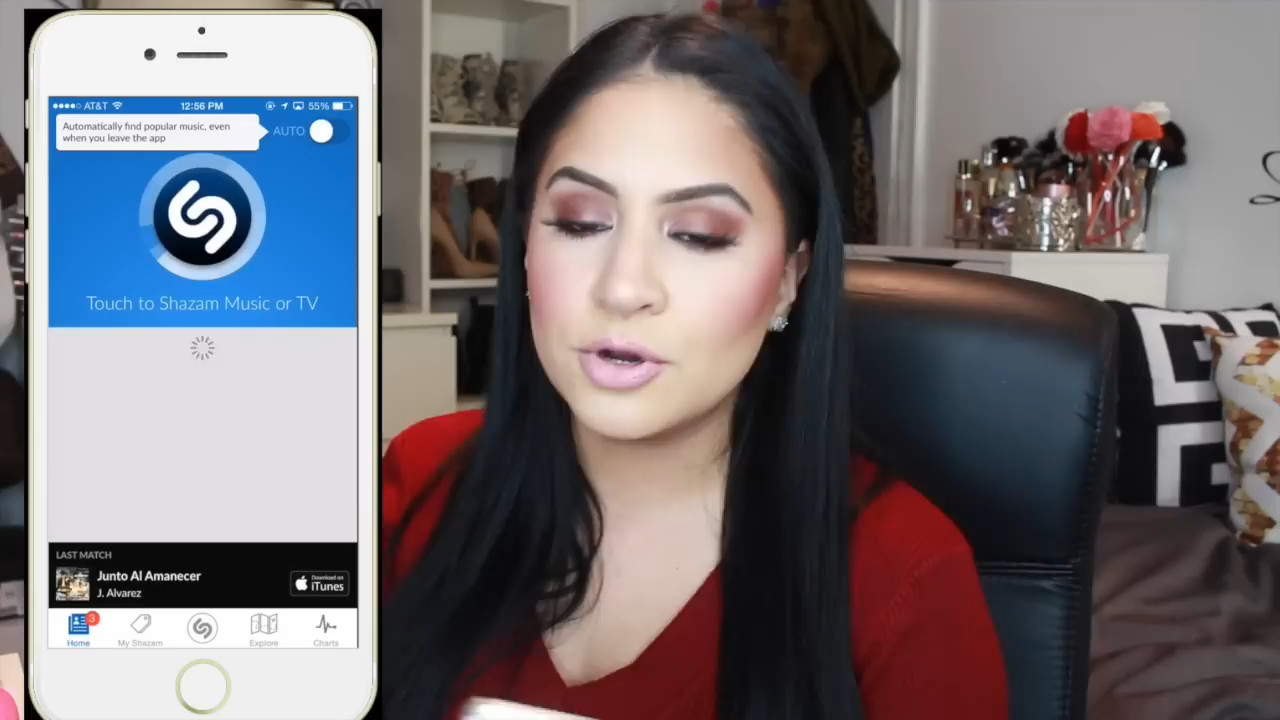 AT&T 12:56 PM 55%
Automatically find popular music, even
when you leave the app
AUTO
Touch to Shazam Music or TV
LAST MATCH
Junto Al Amanecer
J. Alvarez
Download on
iTunes
3
Home My Shazam Explore Charts